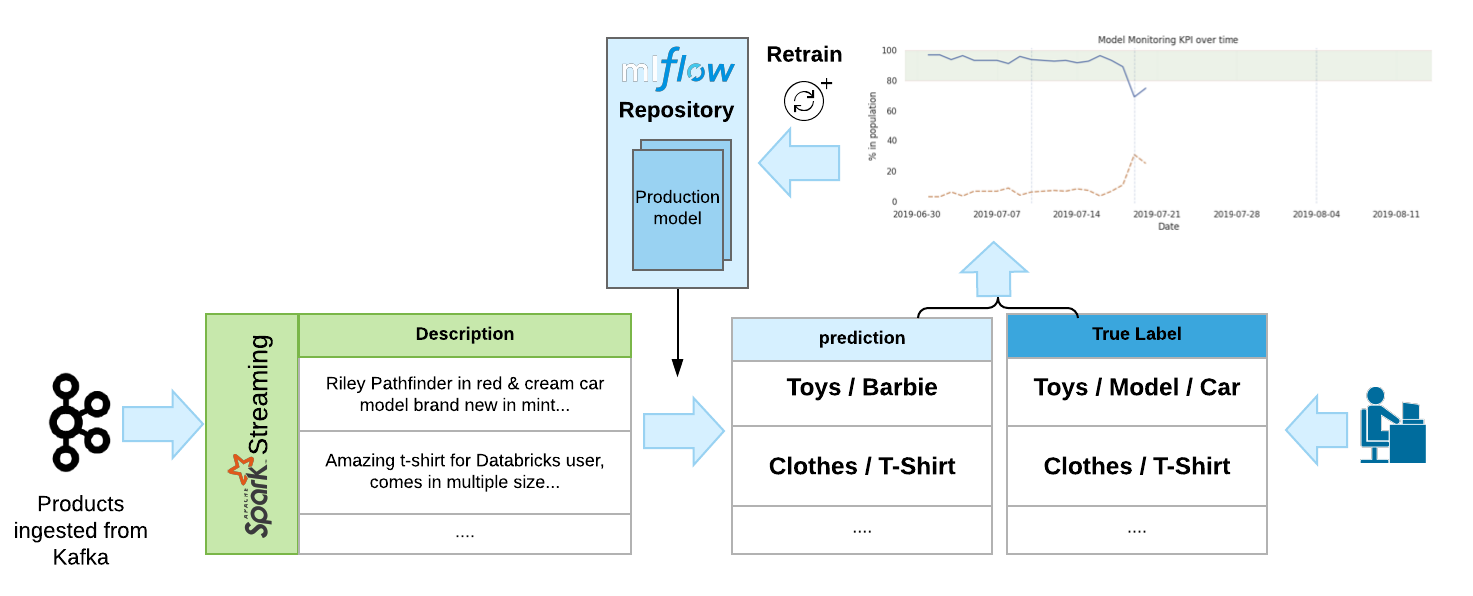 mlflow
Repository
Production
model
Retrain
Model Monitoring KPI over time
100
80
60
40
20
0
% in population
2019-06-30
2019-07-07
2019-07-14
2019-07-21
2019-07-28
2019-08-04
2019-08-11
Date
Products
ingested from
Kafka
APACHE
Spark Streaming
Description
Riley Pathfinder in red & cream car
model brand new in mint...
Amazing t-shirt for Databricks user,
comes in multiple size...
....
prediction
Toys / Barbie
Clothes / T-Shirt
....
True Label
Toys / Model / Car
Clothes / T-Shirt
....